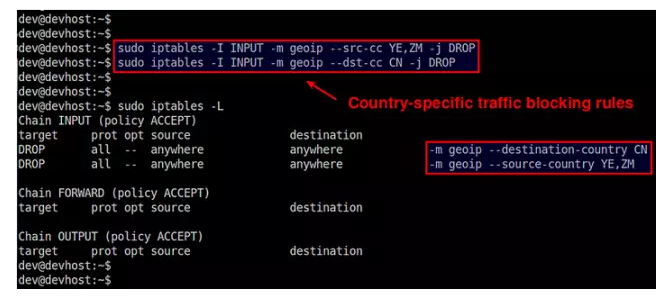 dev@devhost:~$
dev@devhost:~$
dev@devhost:~$ sudo iptables -I INPUT -m geoip --src-cc YE,ZM -j DROP
dev@devhost:~$ sudo iptables -I INPUT -m geoip --dst-cc CN -j DROP
dev@devhost:~$
dev@devhost:~$
dev@devhost:~$ sudo iptables -L
Country-specific traffic blocking rules
Chain INPUT (policy ACCEPT)
target prot opt source destination
DROP all -- anywhere anywhere -m geoip --destination-country CN
DROP all -- anywhere anywhere -m geoip --source-country YE,ZM
Chain FORWARD (policy ACCEPT)
target prot opt source destination
Chain OUTPUT (policy ACCEPT)
target prot opt source destination
dev@devhost:~$
dev@devhost:~$